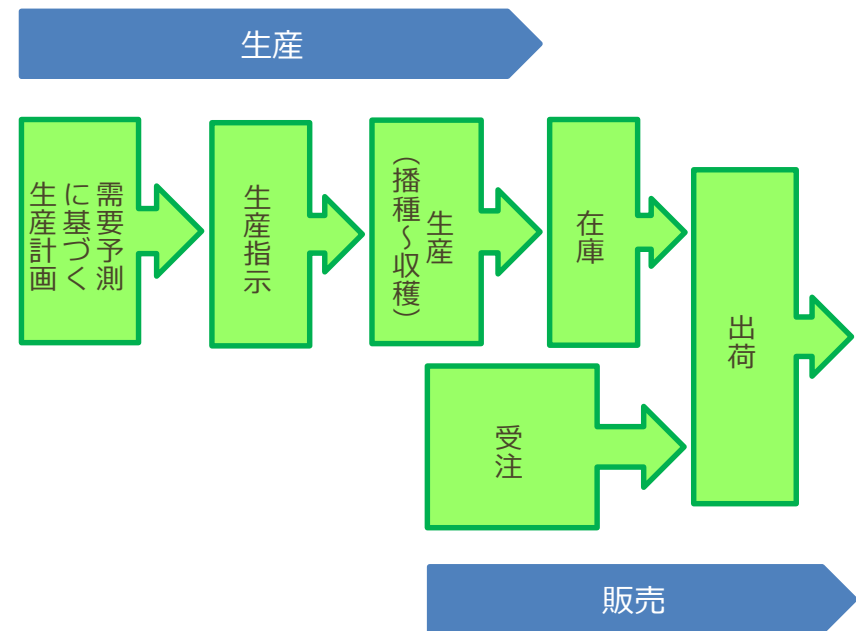 生産
需要予測
に基づく
生産計画
生産指示
生産
（播種～収穫）
在庫
出荷
受注
販売